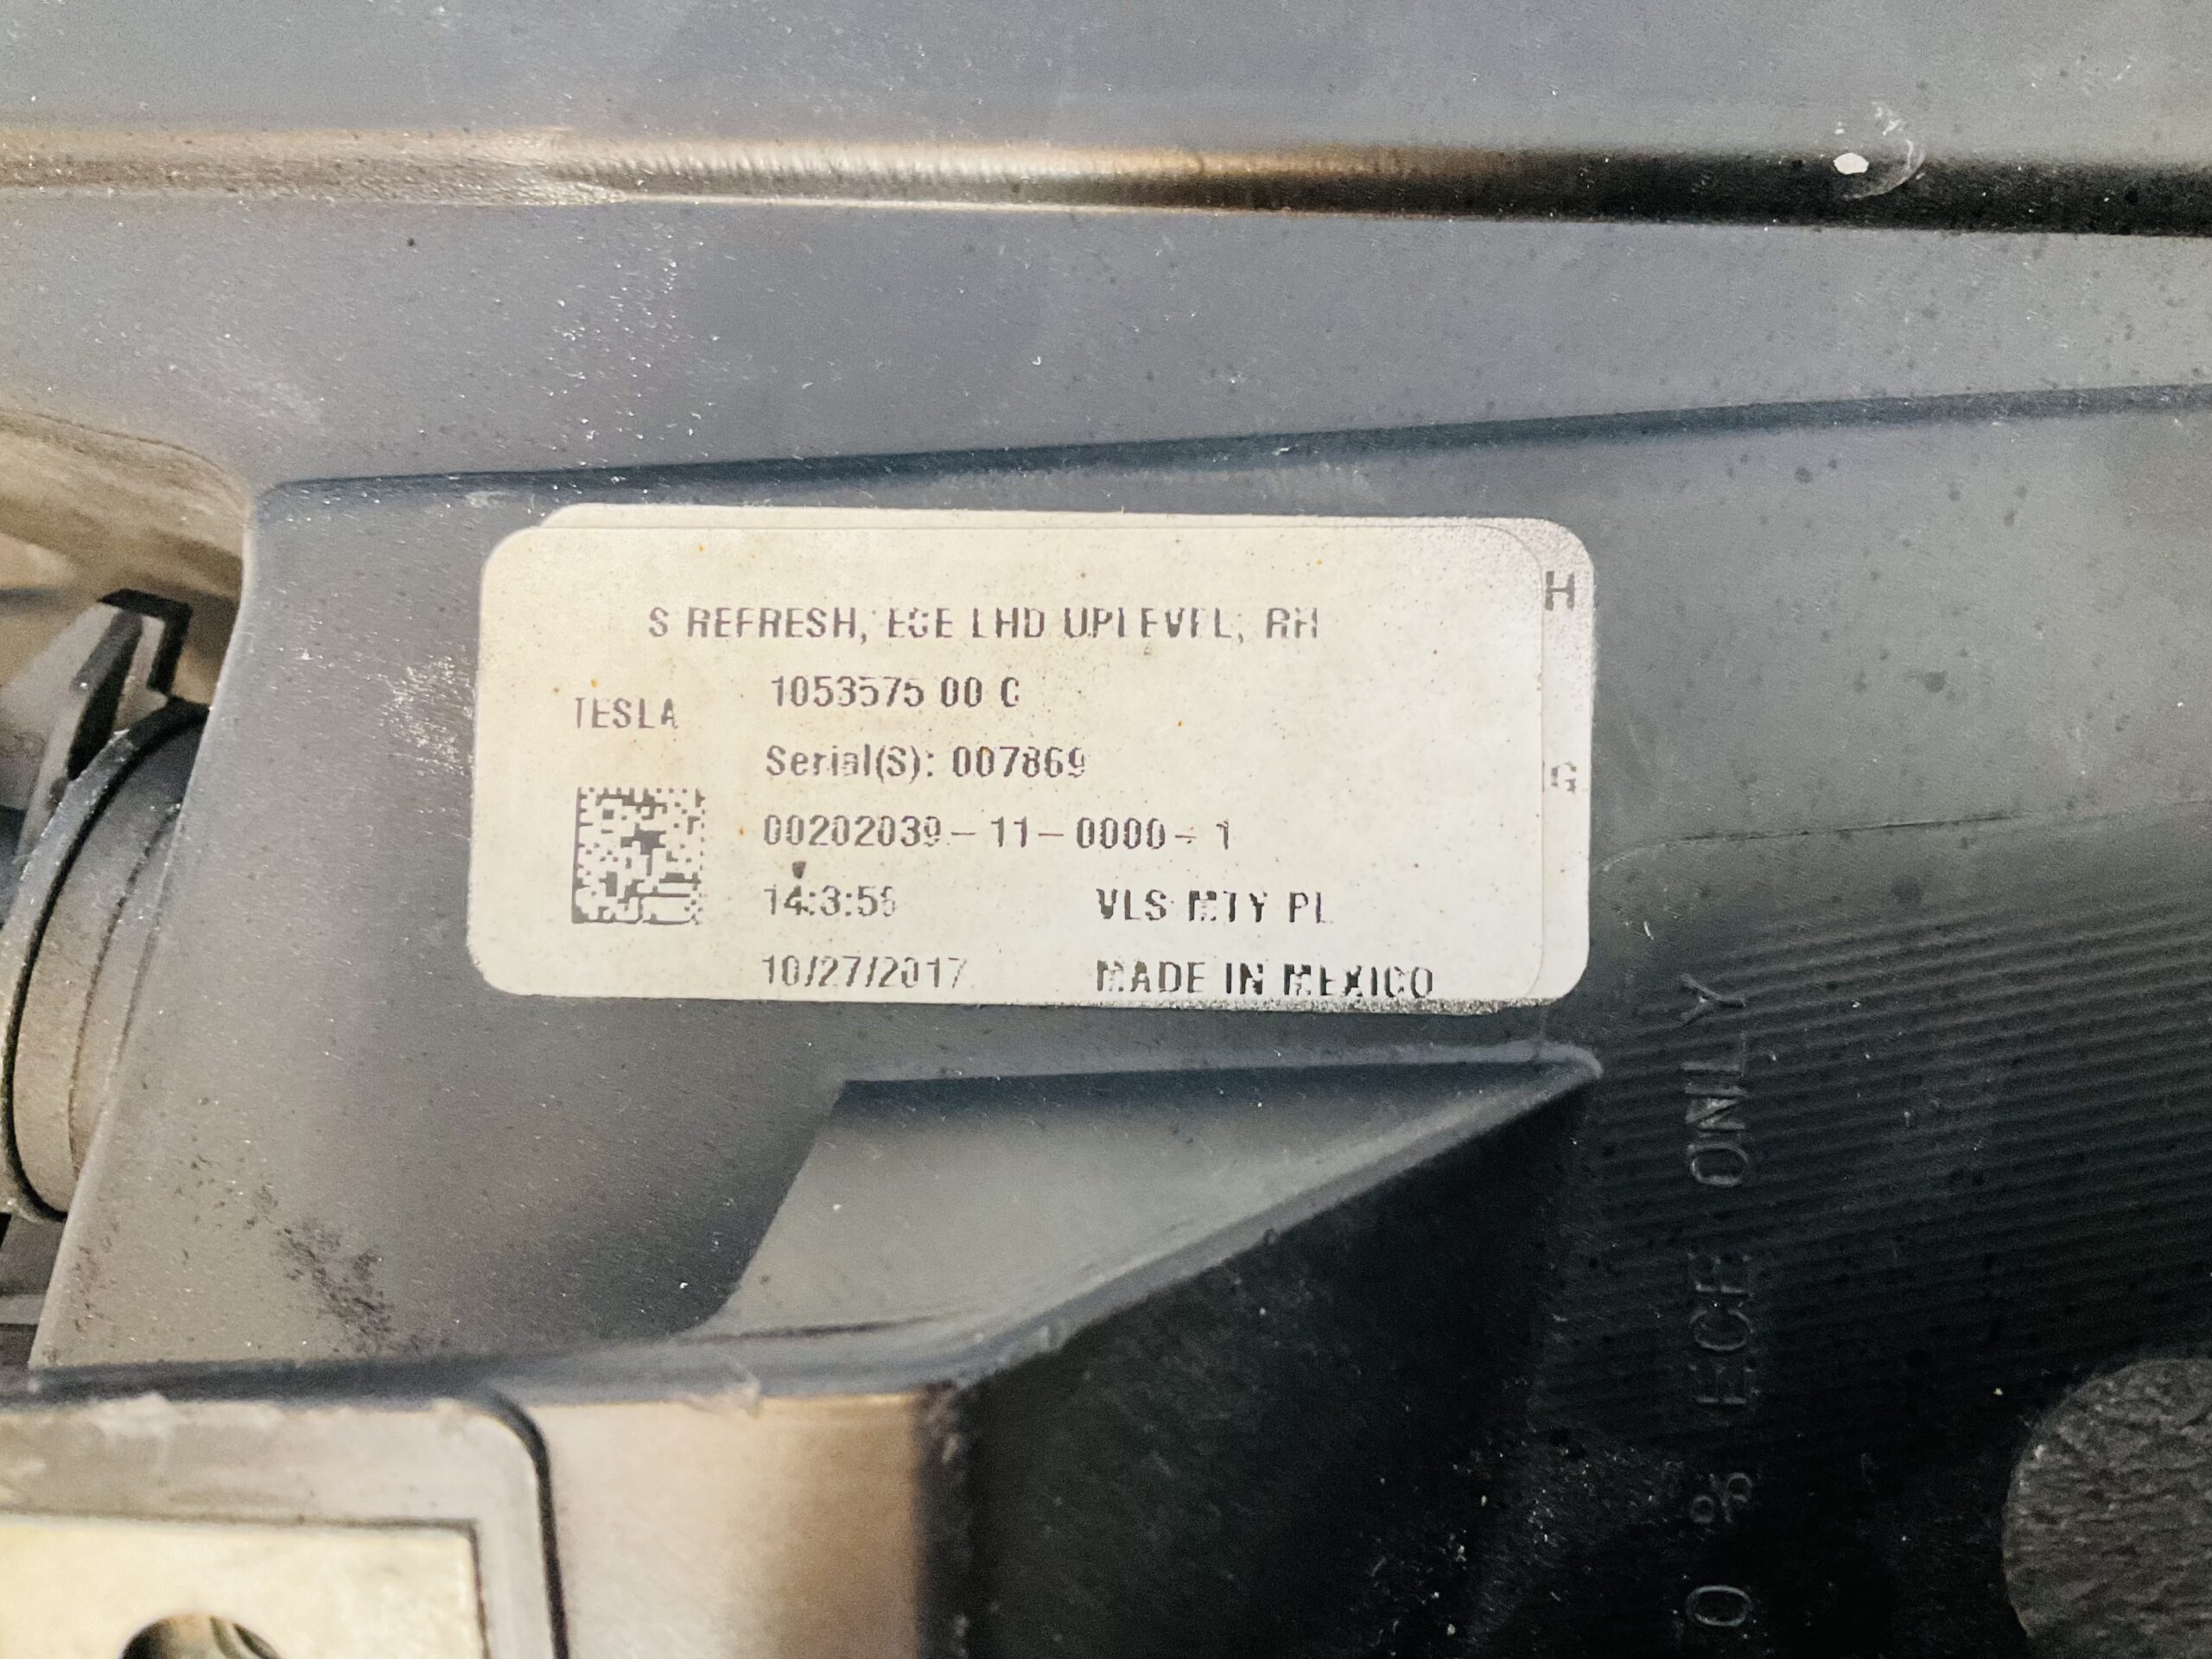 S REFRESH, ECE LHD UPLEVEL, RH
TESLA
1053575 00 C
Serial(S): 007869
00202039-11-0000-1
14:3:56
VLS MTY PL
10/27/2017
MADE IN MEXICO
H
G
0 % ECE ONLY